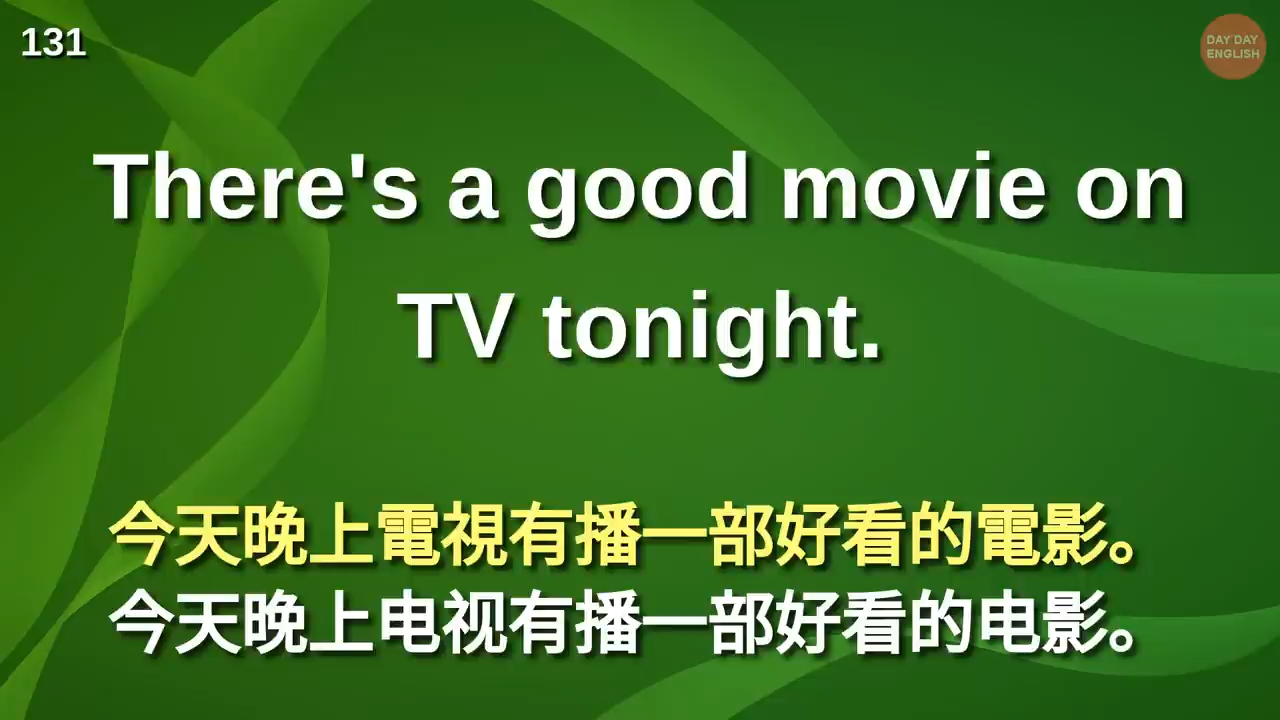 131
DAY DAY
ENGLISH
There's a good movie on
TV tonight.
今天晚上電視有播一部好看的電影。
今天晚上电视有播一部好看的电影。